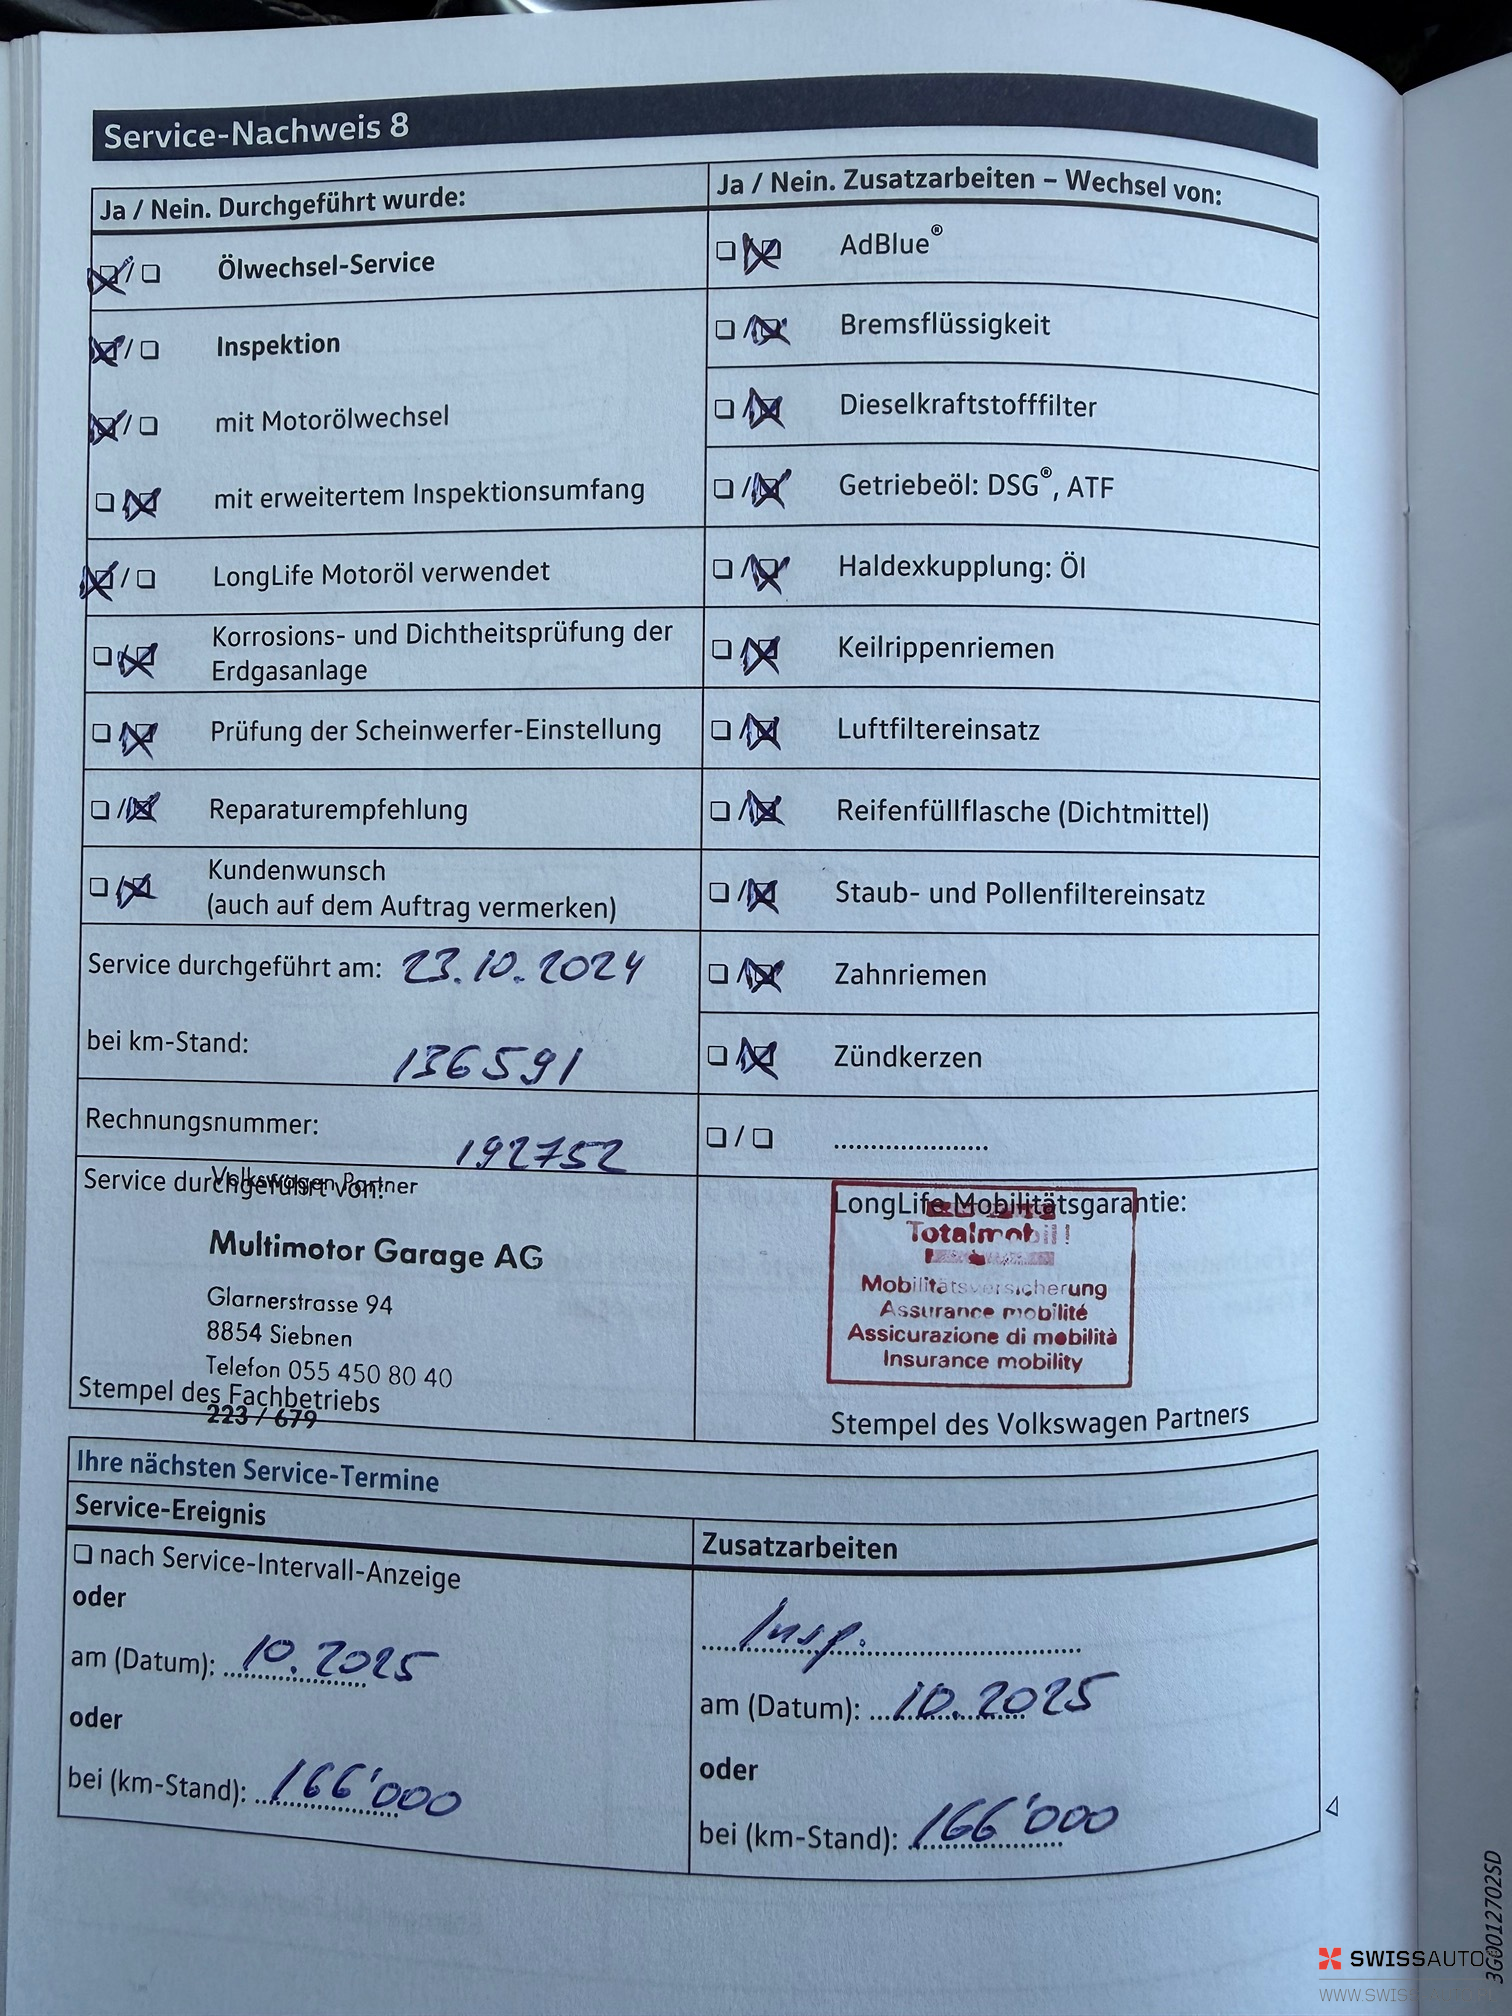 Service-Nachweis 8
Ja / Nein. Durchgeführt wurde:
☒ / ☐ Ölwechsel-Service
☒ / ☐ Inspektion
☒ / ☐ mit Motorölwechsel
☐ / ☒ mit erweitertem Inspektionsumfang
☒ / ☐ LongLife Motoröl verwendet
☐ / ☒ Korrosions- und Dichtheitsprüfung der
Erdgasanlage
☐ / ☒ Prüfung der Scheinwerfer-Einstellung
☐ / ☒ Reparaturempfehlung
☐ / ☒ Kundenwunsch
(auch auf dem Auftrag vermerken)
Service durchgeführt am: 23.10.2024
bei km-Stand: 136591
Rechnungsnummer: 192752
Service durchgeführt von:
Volkswagen Partner
Multimotor Garage AG
Glarnerstrasse 94
8854 Siebnen
Telefon 055 450 80 40
Stempel des Fachbetriebs
223 / 679
Ja / Nein. Zusatzarbeiten – Wechsel von:
☐ / ☒ AdBlue®
☐ / ☒ Bremsflüssigkeit
☐ / ☒ Dieselkraftstofffilter
☐ / ☒ Getriebeöl: DSG®, ATF
☐ / ☒ Haldexkupplung: Öl
☐ / ☒ Keilrippenriemen
☐ / ☒ Luftfiltereinsatz
☐ / ☒ Reifenfüllflasche (Dichtmittel)
☐ / ☒ Staub- und Pollenfiltereinsatz
☐ / ☒ Zahnriemen
☐ / ☒ Zündkerzen
☐ / ☐ .....................
LongLife Mobilitätsgarantie:
Totalmobil!
Mobilitätsversicherung
Assurance mobilité
Assicurazione di mobilità
Insurance mobility
Stempel des Volkswagen Partners
Ihre nächsten Service-Termine
Service-Ereignis
☐ nach Service-Intervall-Anzeige
oder
am (Datum): 10.2025
oder
bei (km-Stand): 166'000
Zusatzarbeiten
Insp.
am (Datum): 10.2025
oder
bei (km-Stand): 166'000
3G0012702SD
SWISSAUTO
WWW.SWISS